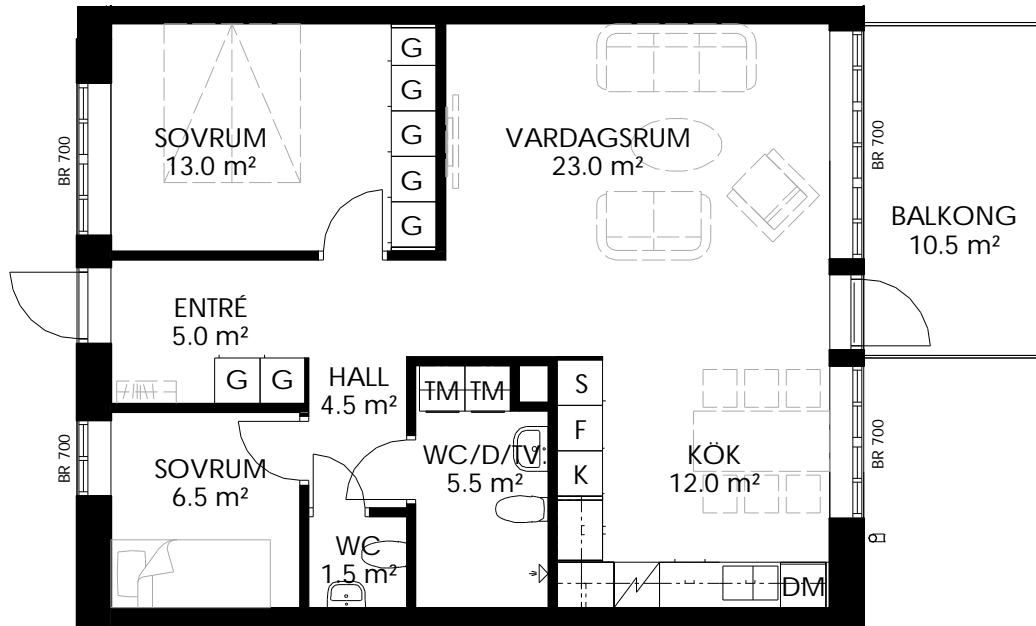 G
G
G
G
G
SOVRUM
13.0 m²
VARDAGSRUM
23.0 m²
BR 700
BR 700
BALKONG
10.5 m²
ENTRÉ
5.0 m²
G G
HALL
4.5 m²
TM TM
S
F
K
BR 700
SOVRUM
6.5 m²
WC/D/TV.
5.5 m²
KÖK
12.0 m²
BR 700
WC
1.5 m²
DM